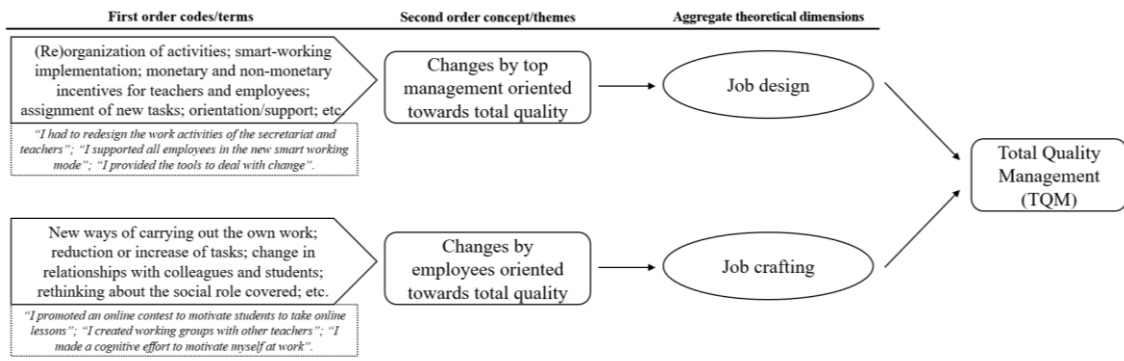 First order codes/terms
Second order concept/themes
Aggregate theoretical dimensions
(Re)organization of activities; smart-working
implementation; monetary and non-monetary
incentives for teachers and employees;
assignment of new tasks; orientation/support; etc.
“I had to redesign the work activities of the secretariat and
teachers”; “I supported all employees in the new smart working
mode”; “I provided the tools to deal with change”.
Changes by top
management oriented
towards total quality
Job design
Total Quality
Management
(TQM)
New ways of carrying out the own work;
reduction or increase of tasks; change in
relationships with colleagues and students;
rethinking about the social role covered; etc.
“I promoted an online contest to motivate students to take online
lessons”; “I created working groups with other teachers”; “I
made a cognitive effort to motivate myself at work”.
Changes by
employees oriented
towards total quality
Job crafting